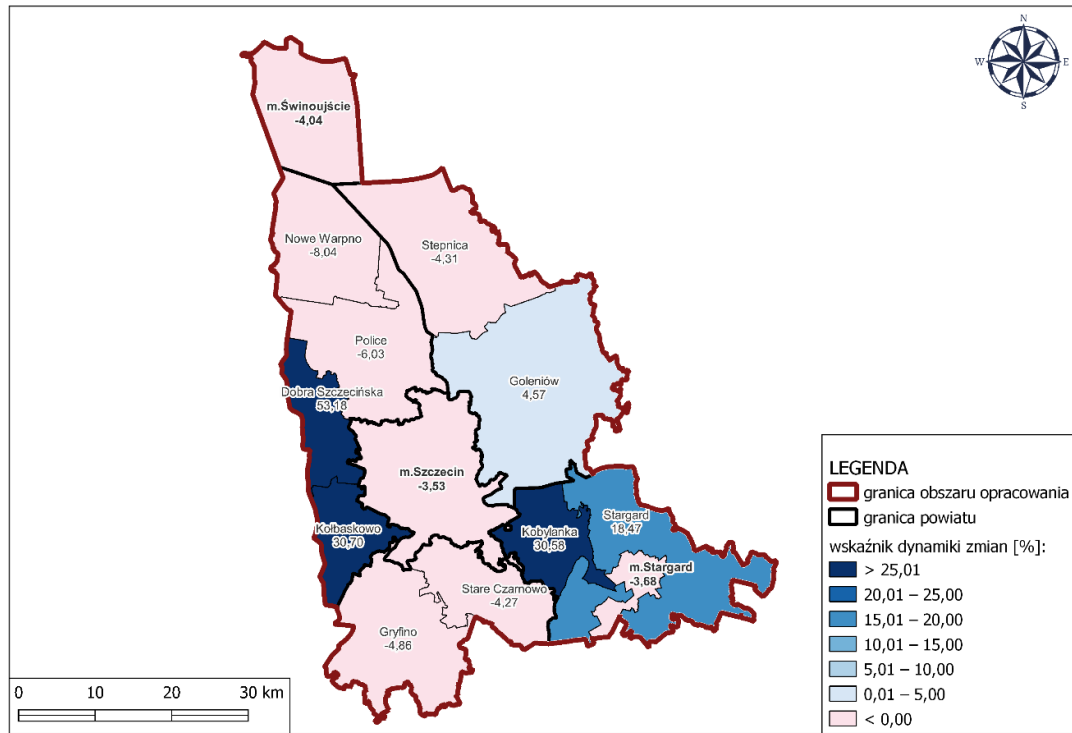 N
W
E
S
m.Świnoujście
-4,04
Nowe Warpno
-8,04
Stepnica
-4,31
Police
-6,03
Goleniów
4,57
Dobra Szczecińska
53,18
m.Szczecin
-3,53
Kołbaskowo
30,70
Kobylanka
30,58
Stargard
18,47
m.Stargard
-3,68
Stare Czarnowo
-4,27
Gryfino
-4,86
LEGENDA
granica obszaru opracowania
granica powiatu
wskaźnik dynamiki zmian [%]:
> 25,01
20,01 – 25,00
15,01 – 20,00
10,01 – 15,00
5,01 – 10,00
0,01 – 5,00
< 0,00
0 10 20 30 km